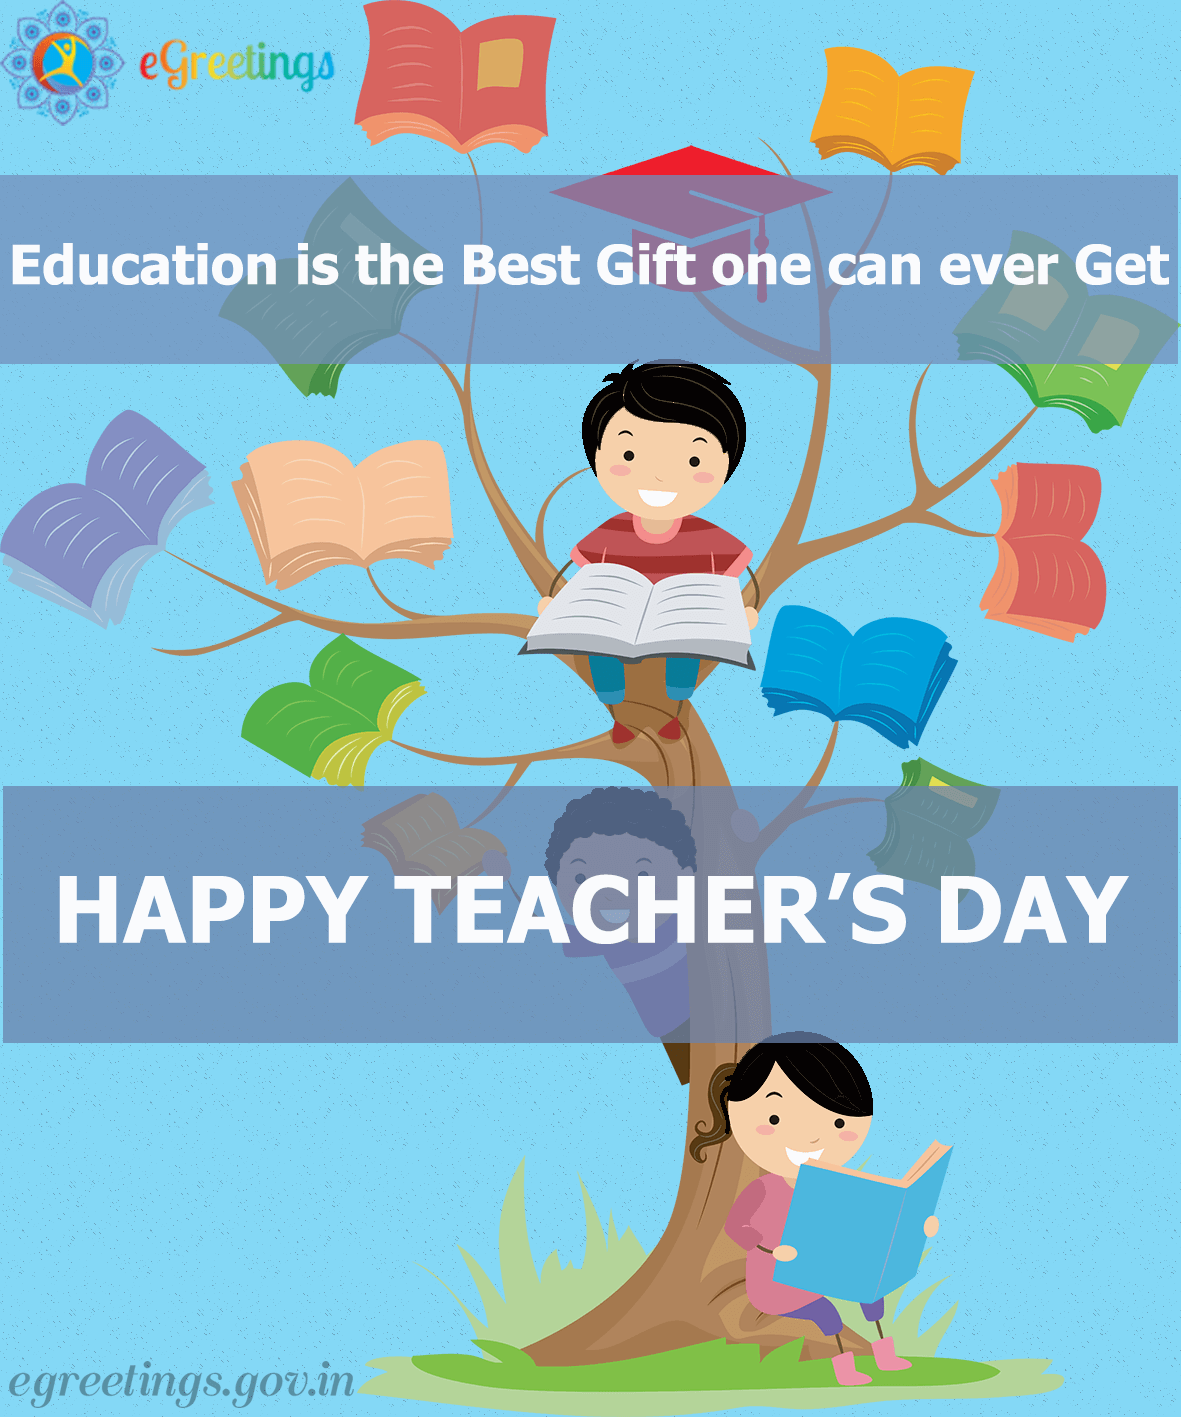 eGreetings
Education is the Best Gift one can ever Get
HAPPY TEACHER’S DAY
egreetings.gov.in